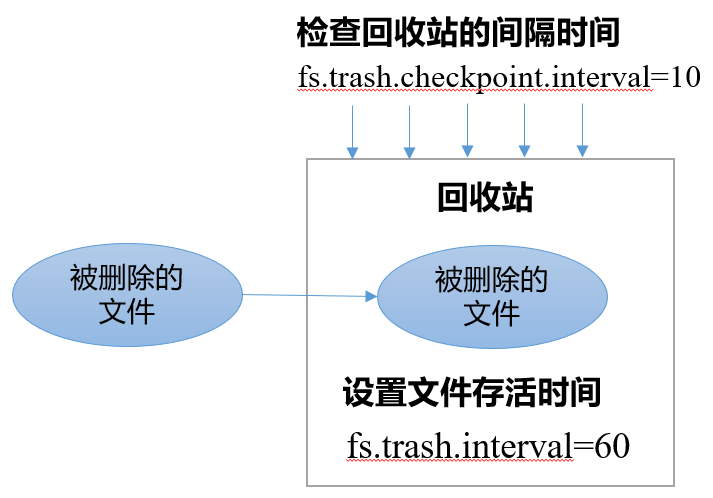 检查回收站的间隔时间
fs.trash.checkpoint.interval=10
回收站
被删除的
文件
被删除的
文件
设置文件存活时间
fs.trash.interval=60